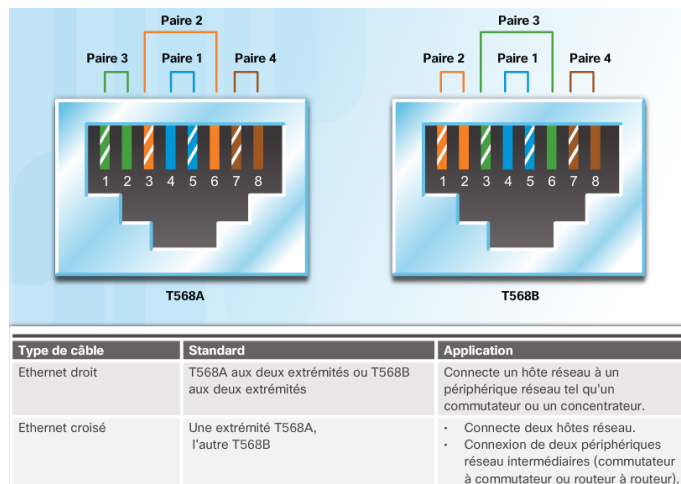 Paire 2
Paire 3 Paire 1 Paire 4
1 2 3 4 5 6 7 8
T568A
Paire 3
Paire 2 Paire 1 Paire 4
1 2 3 4 5 6 7 8
T568B
Type de câble Standard Application
Ethernet droit
T568A aux deux extrémités ou T568B
aux deux extrémités
Connecte un hôte réseau à un
périphérique réseau tel qu'un
commutateur ou un concentrateur.
Ethernet croisé
Une extrémité T568A,
l'autre T568B
· Connecte deux hôtes réseau.
· Connexion de deux périphériques
réseau intermédiaires (commutateur
à commutateur ou routeur à routeur).